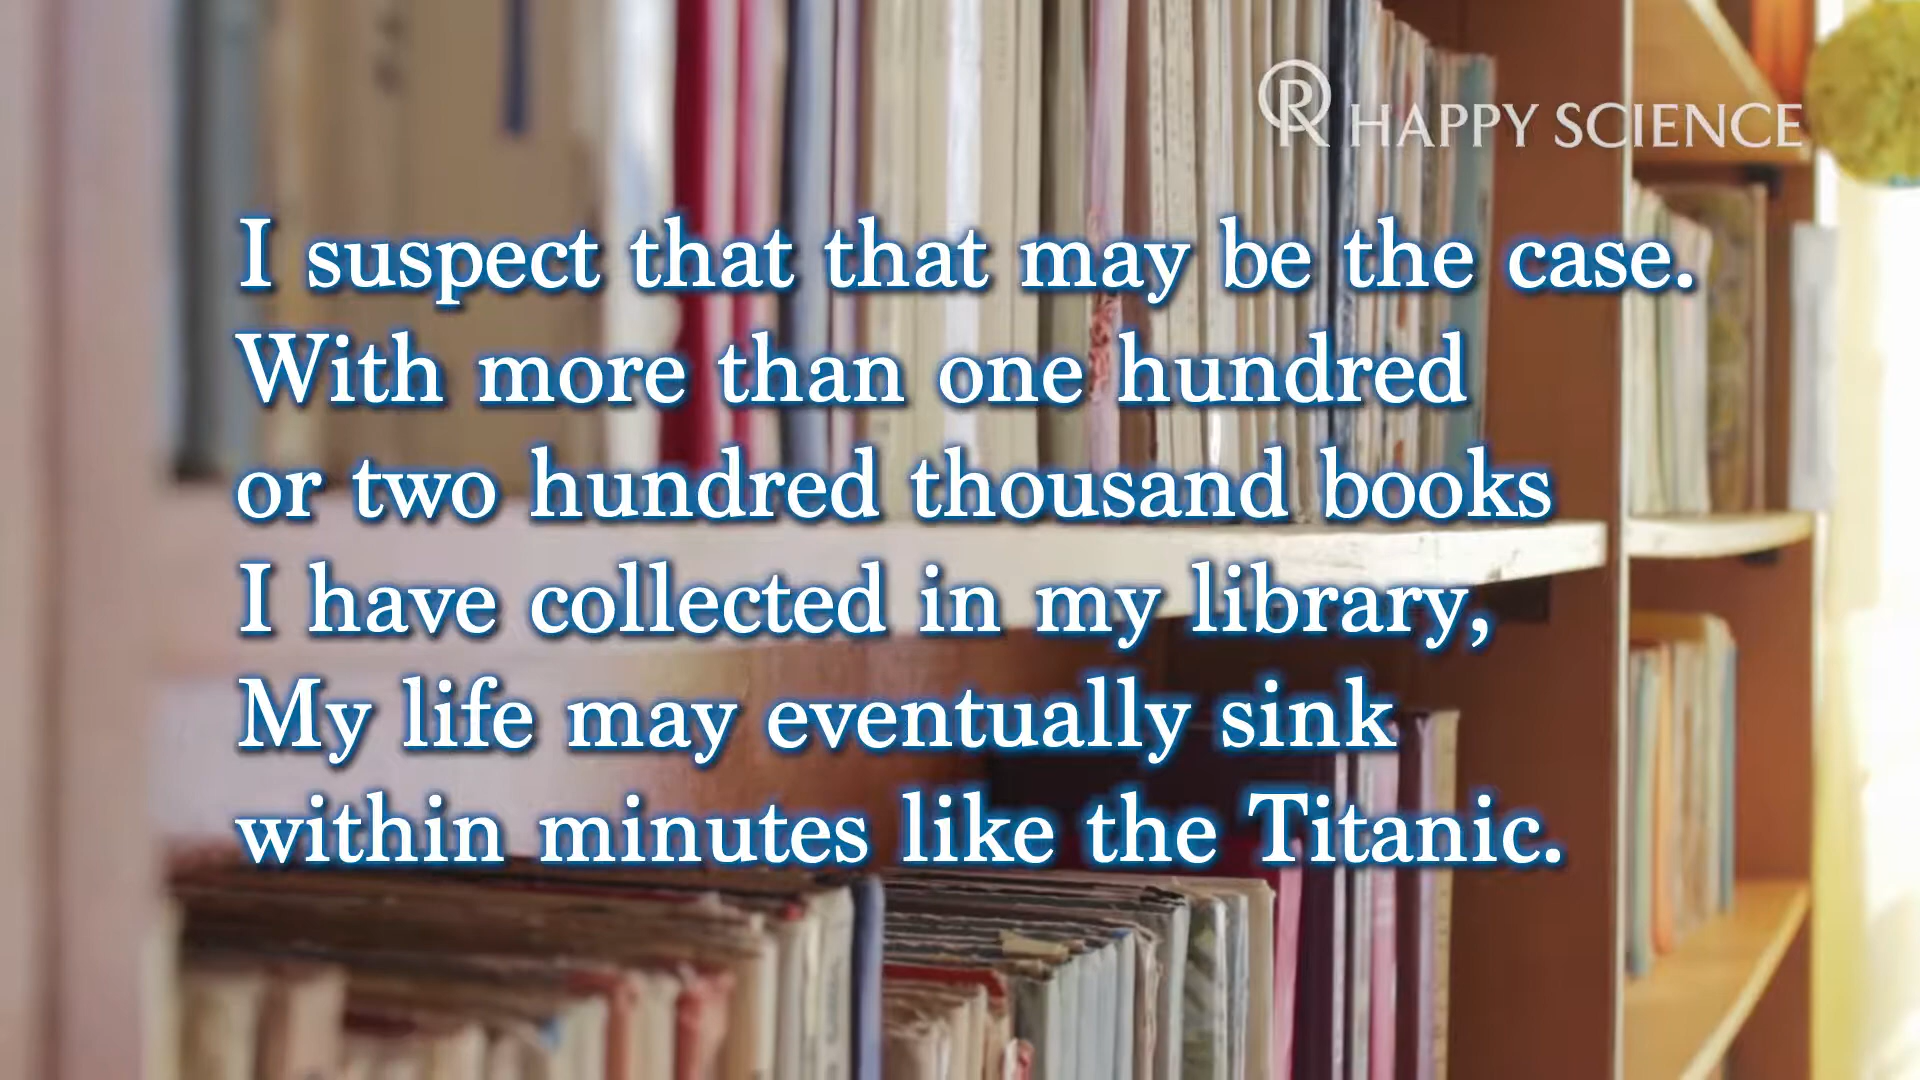 HAPPY SCIENCE
I suspect that that may be the case.
With more than one hundred
or two hundred thousand books
I have collected in my library,
My life may eventually sink
within minutes like the Titanic.